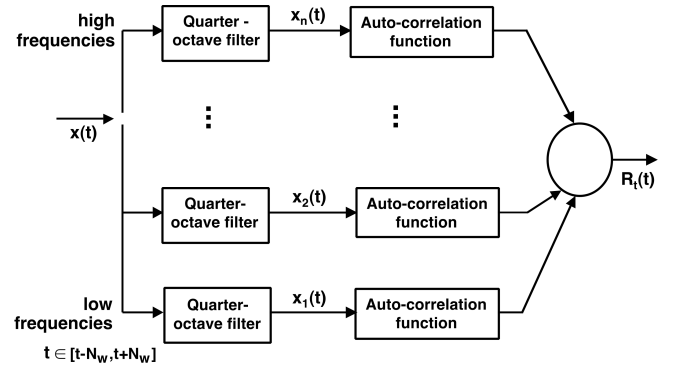 high
frequencies
Quarter -
octave filter
xn(t)
Auto-correlation
function
x(t)
Rt(t)
Quarter-
octave filter
x2(t)
Auto-correlation
function
low
frequencies
Quarter-
octave filter
x1(t)
Auto-correlation
function
t ∈ [t-Nw,t+Nw]